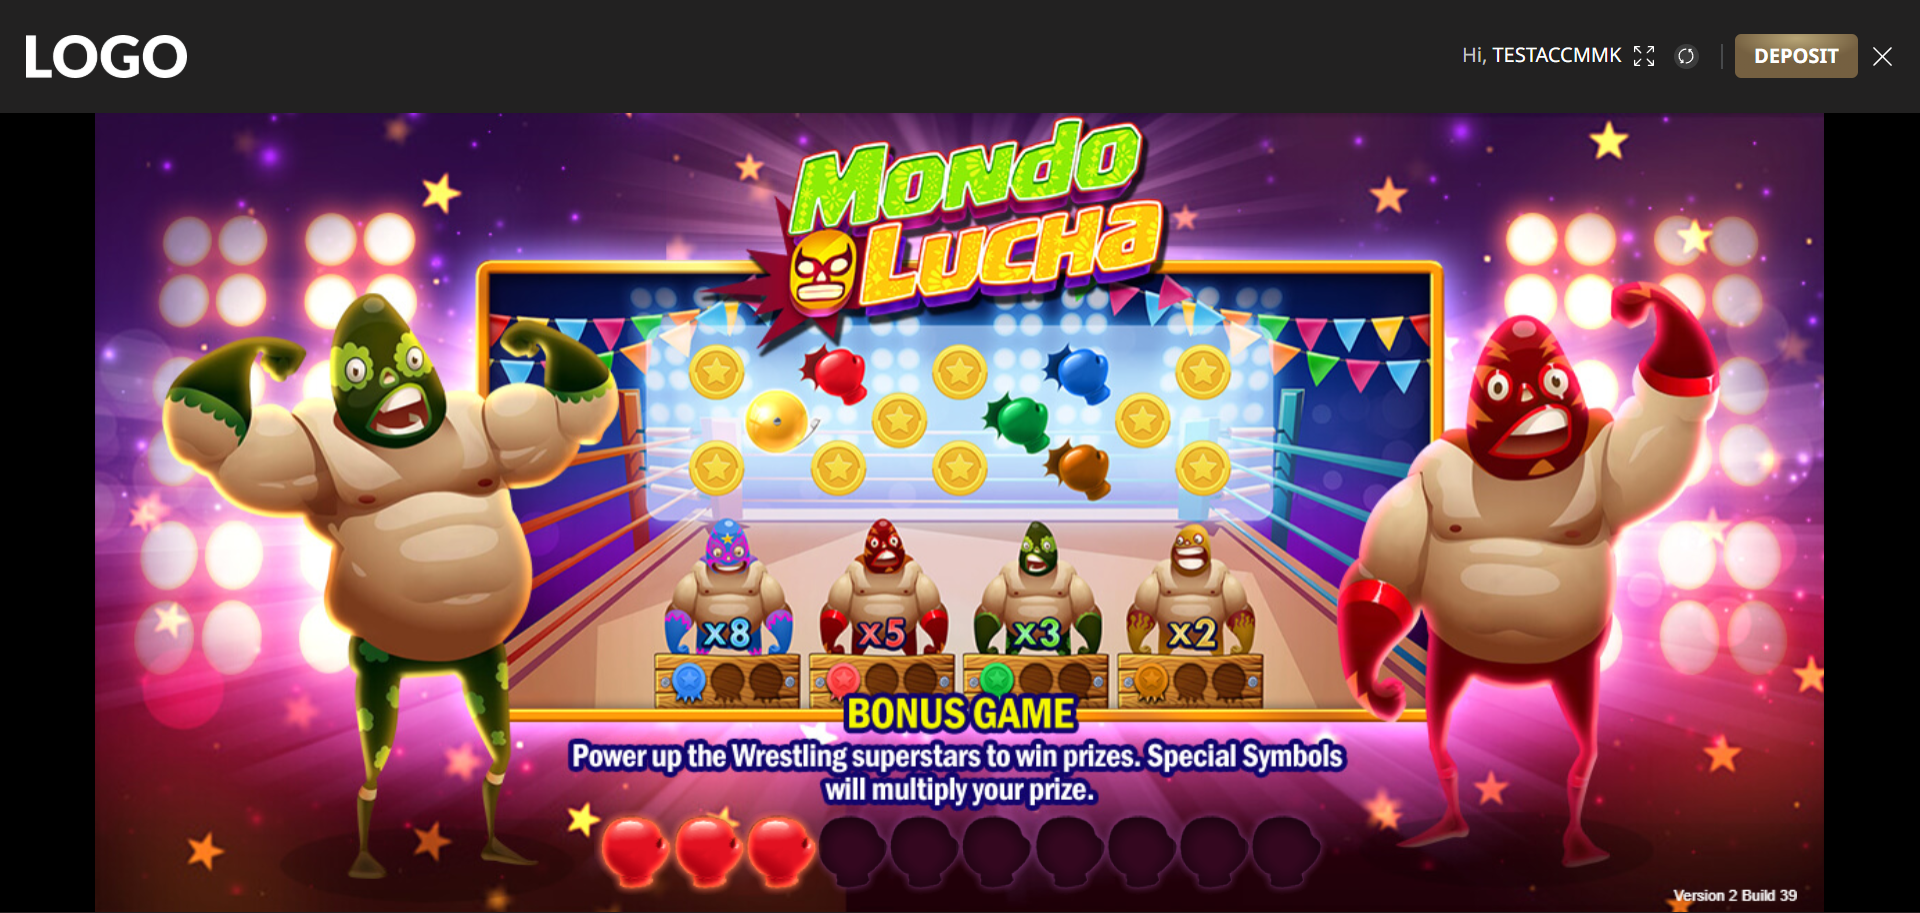 LOGO
Hi, TESTACCMMK
DEPOSIT
MONDO
LUCHA
x8 x5 x3 x2
BONUS GAME
Power up the Wrestling superstars to win prizes. Special Symbols
will multiply your prize.
Version 2 Build 39